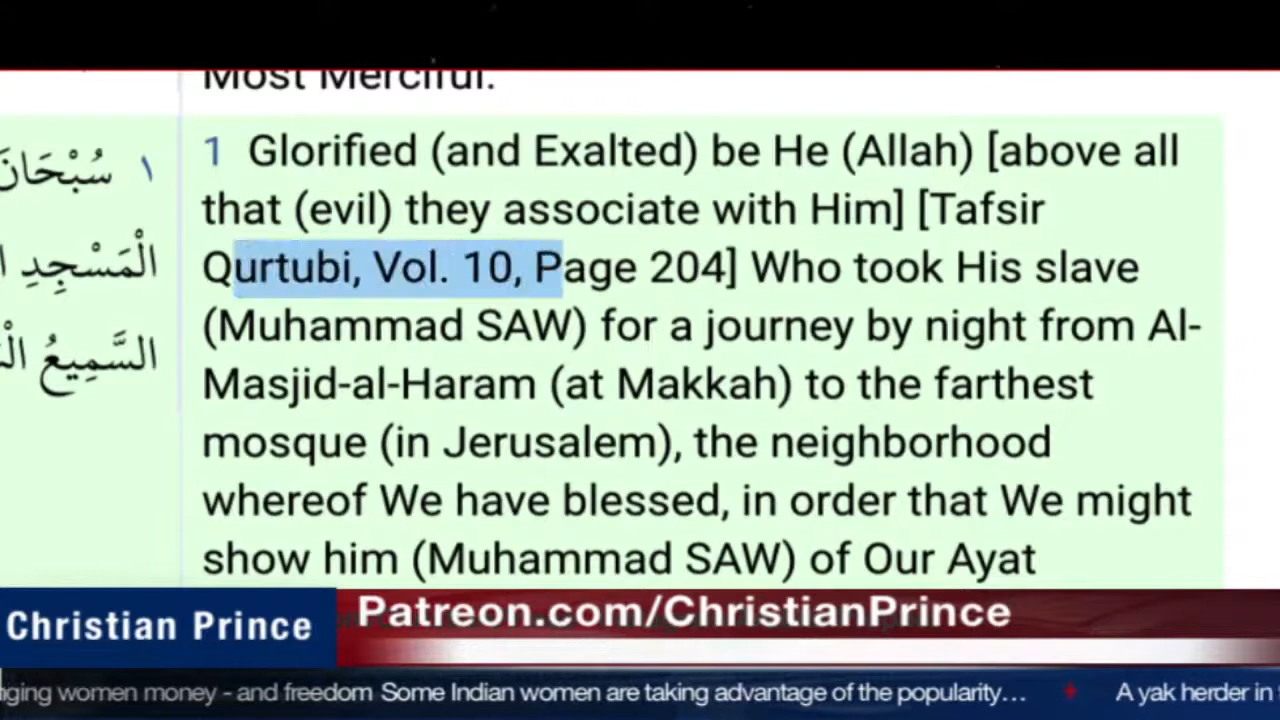 Most Merciful.
1 Glorified (and Exalted) be He (Allah) [above all
that (evil) they associate with Him] [Tafsir
Qurtubi, Vol. 10, Page 204] Who took His slave
(Muhammad SAW) for a journey by night from Al-
Masjid-al-Haram (at Makkah) to the farthest
mosque (in Jerusalem), the neighborhood
whereof We have blessed, in order that We might
show him (Muhammad SAW) of Our Ayat
١ سُبْحَانَ
الْمَسْجِدِ
السَّمِيعُ
Christian Prince
Patreon.com/ChristianPrince
women money - and freedom Some Indian women are taking advantage of the popularity… A yak herder in